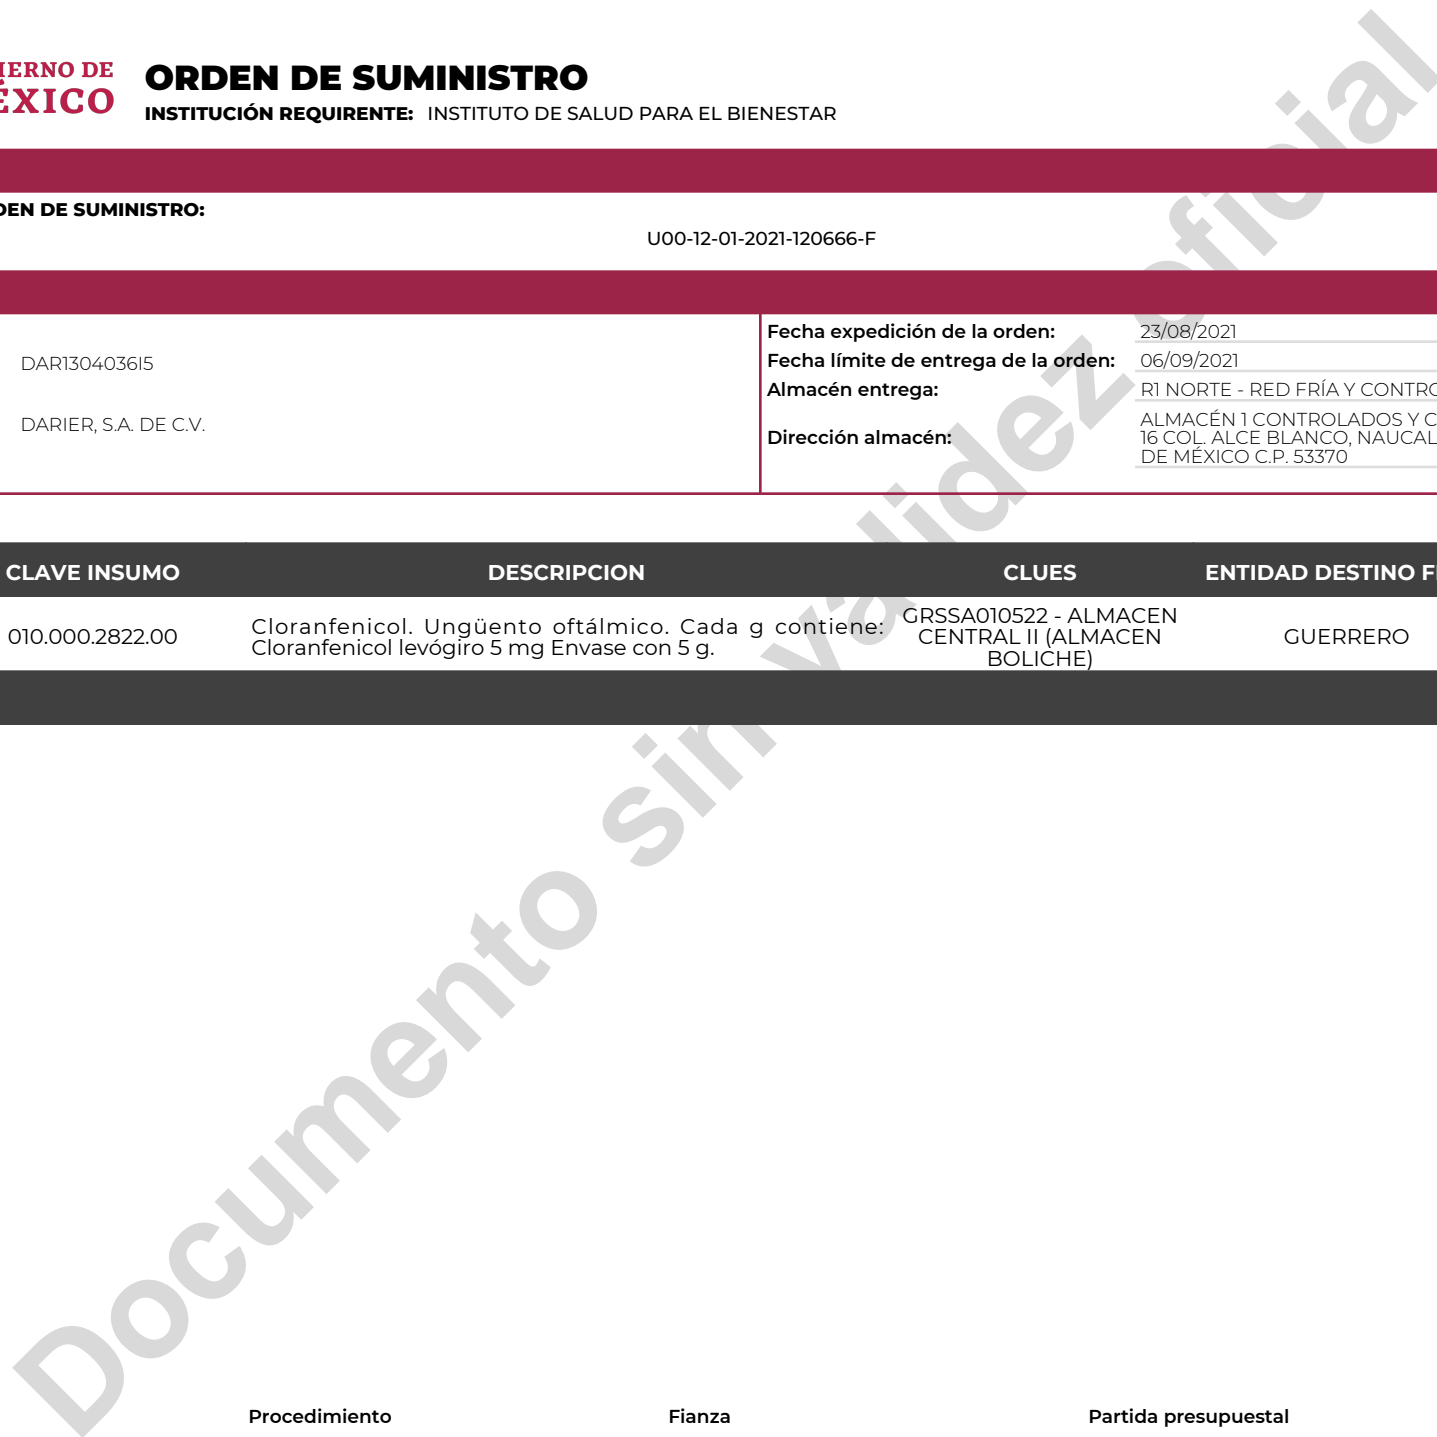 IERNO DE
ÉXICO
ORDEN DE SUMINISTRO
INSTITUCIÓN REQUIRENTE: INSTITUTO DE SALUD PARA EL BIENESTAR
DEN DE SUMINISTRO:
U00-12-01-2021-120666-F
DAR1304036I5
DARIER, S.A. DE C.V.
Fecha expedición de la orden: 23/08/2021
Fecha límite de entrega de la orden: 06/09/2021
Almacén entrega: R1 NORTE - RED FRÍA Y CONTRO
Dirección almacén: ALMACÉN 1 CONTROLADOS Y C
16 COL. ALCE BLANCO, NAUCAL
DE MÉXICO C.P. 53370
CLAVE INSUMO DESCRIPCION CLUES ENTIDAD DESTINO F
010.000.2822.00
Cloranfenicol. Ungüento oftálmico. Cada g contiene:
Cloranfenicol levógiro 5 mg Envase con 5 g.
GRSSA010522 - ALMACEN
CENTRAL II (ALMACEN
BOLICHE)
GUERRERO
Documento sin validez oficial
Procedimiento Fianza Partida presupuestal